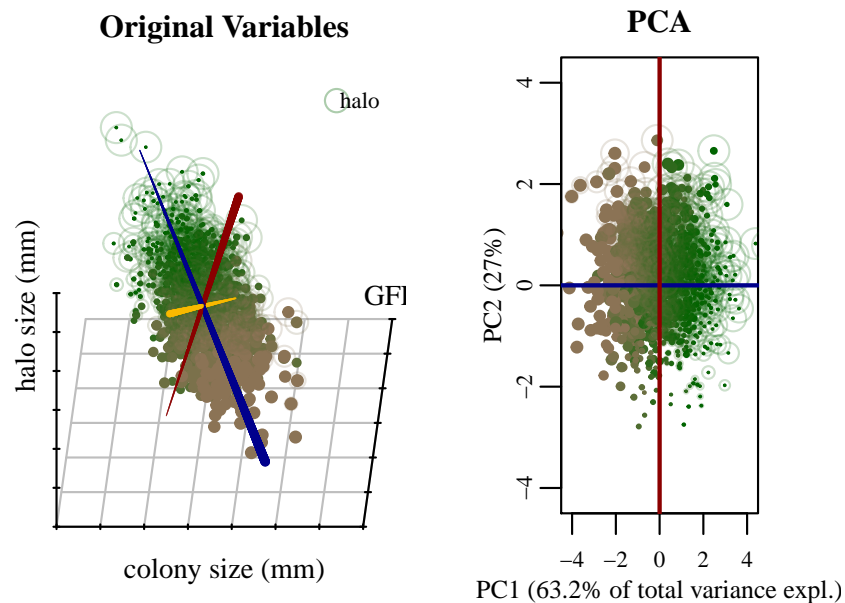 Original Variables
halo
halo size (mm)
colony size (mm)
PCA
PC2 (27%)
4
2
0
−2
−4
−4 −2 0 2 4
PC1 (63.2% of total variance expl.)